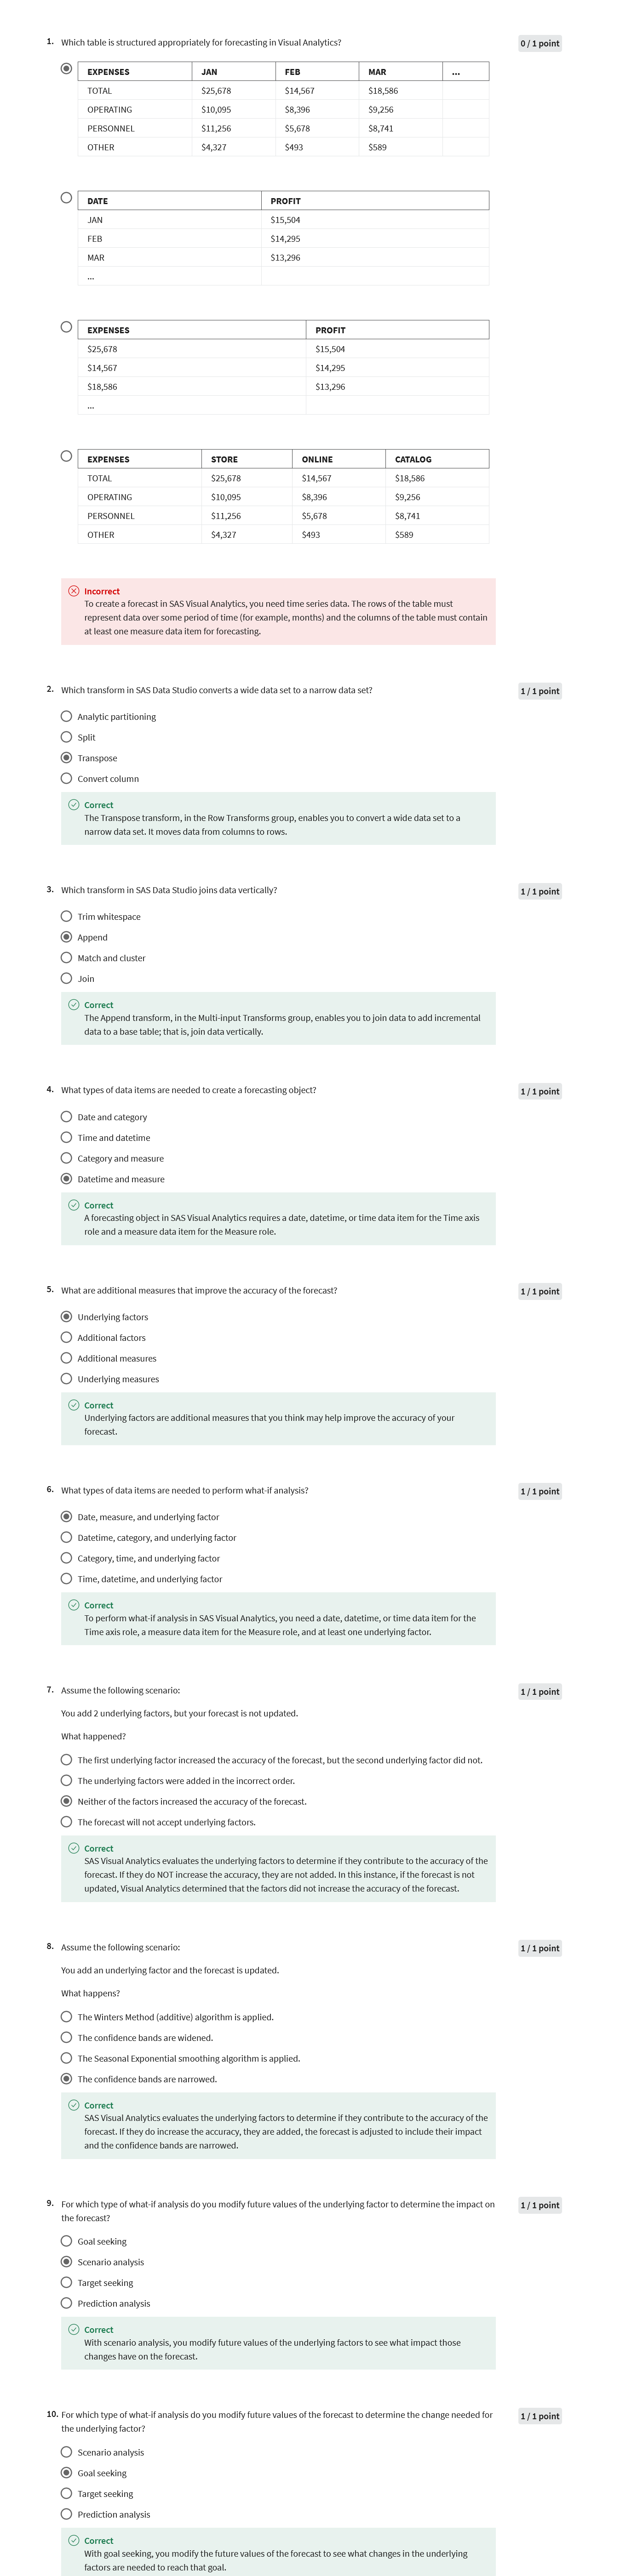 1. Which table is structured appropriately for forecasting in Visual Analytics? 0 / 1 point
EXPENSES JAN FEB MAR ...
TOTAL $25,678 $14,567 $18,586
OPERATING $10,095 $8,396 $9,256
PERSONNEL $11,256 $5,678 $8,741
OTHER $4,327 $493 $589
DATE PROFIT
JAN $15,504
FEB $14,295
MAR $13,296
...
EXPENSES PROFIT
$25,678 $15,504
$14,567 $14,295
$18,586 $13,296
...
EXPENSES STORE ONLINE CATALOG
TOTAL $25,678 $14,567 $18,586
OPERATING $10,095 $8,396 $9,256
PERSONNEL $11,256 $5,678 $8,741
OTHER $4,327 $493 $589
Incorrect
To create a forecast in SAS Visual Analytics, you need time series data. The rows of the table must
represent data over some period of time (for example, months) and the columns of the table must contain
at least one measure data item for forecasting.
2. Which transform in SAS Data Studio converts a wide data set to a narrow data set? 1 / 1 point
Analytic partitioning
Split
Transpose
Convert column
Correct
The Transpose transform, in the Row Transforms group, enables you to convert a wide data set to a
narrow data set. It moves data from columns to rows.
3. Which transform in SAS Data Studio joins data vertically? 1 / 1 point
Trim whitespace
Append
Match and cluster
Join
Correct
The Append transform, in the Multi-input Transforms group, enables you to join data to add incremental
data to a base table; that is, join data vertically.
4. What types of data items are needed to create a forecasting object? 1 / 1 point
Date and category
Time and datetime
Category and measure
Datetime and measure
Correct
A forecasting object in SAS Visual Analytics requires a date, datetime, or time data item for the Time axis
role and a measure data item for the Measure role.
5. What are additional measures that improve the accuracy of the forecast? 1 / 1 point
Underlying factors
Additional factors
Additional measures
Underlying measures
Correct
Underlying factors are additional measures that you think may help improve the accuracy of your
forecast.
6. What types of data items are needed to perform what-if analysis? 1 / 1 point
Date, measure, and underlying factor
Datetime, category, and underlying factor
Category, time, and underlying factor
Time, datetime, and underlying factor
Correct
To perform what-if analysis in SAS Visual Analytics, you need a date, datetime, or time data item for the
Time axis role, a measure data item for the Measure role, and at least one underlying factor.
7. Assume the following scenario: 1 / 1 point
You add 2 underlying factors, but your forecast is not updated.
What happened?
The first underlying factor increased the accuracy of the forecast, but the second underlying factor did not.
The underlying factors were added in the incorrect order.
Neither of the factors increased the accuracy of the forecast.
The forecast will not accept underlying factors.
Correct
SAS Visual Analytics evaluates the underlying factors to determine if they contribute to the accuracy of the
forecast. If they do NOT increase the accuracy, they are not added. In this instance, if the forecast is not
updated, Visual Analytics determined that the factors did not increase the accuracy of the forecast.
8. Assume the following scenario: 1 / 1 point
You add an underlying factor and the forecast is updated.
What happens?
The Winters Method (additive) algorithm is applied.
The confidence bands are widened.
The Seasonal Exponential smoothing algorithm is applied.
The confidence bands are narrowed.
Correct
SAS Visual Analytics evaluates the underlying factors to determine if they contribute to the accuracy of the
forecast. If they do increase the accuracy, they are added, the forecast is adjusted to include their impact
and the confidence bands are narrowed.
9. For which type of what-if analysis do you modify future values of the underlying factor to determine the impact on 1 / 1 point
the forecast?
Goal seeking
Scenario analysis
Target seeking
Prediction analysis
Correct
With scenario analysis, you modify future values of the underlying factors to see what impact those
changes have on the forecast.
10. For which type of what-if analysis do you modify future values of the forecast to determine the change needed for 1 / 1 point
the underlying factor?
Scenario analysis
Goal seeking
Target seeking
Prediction analysis
Correct
With goal seeking, you modify the future values of the forecast to see what changes in the underlying
factors are needed to reach that goal.